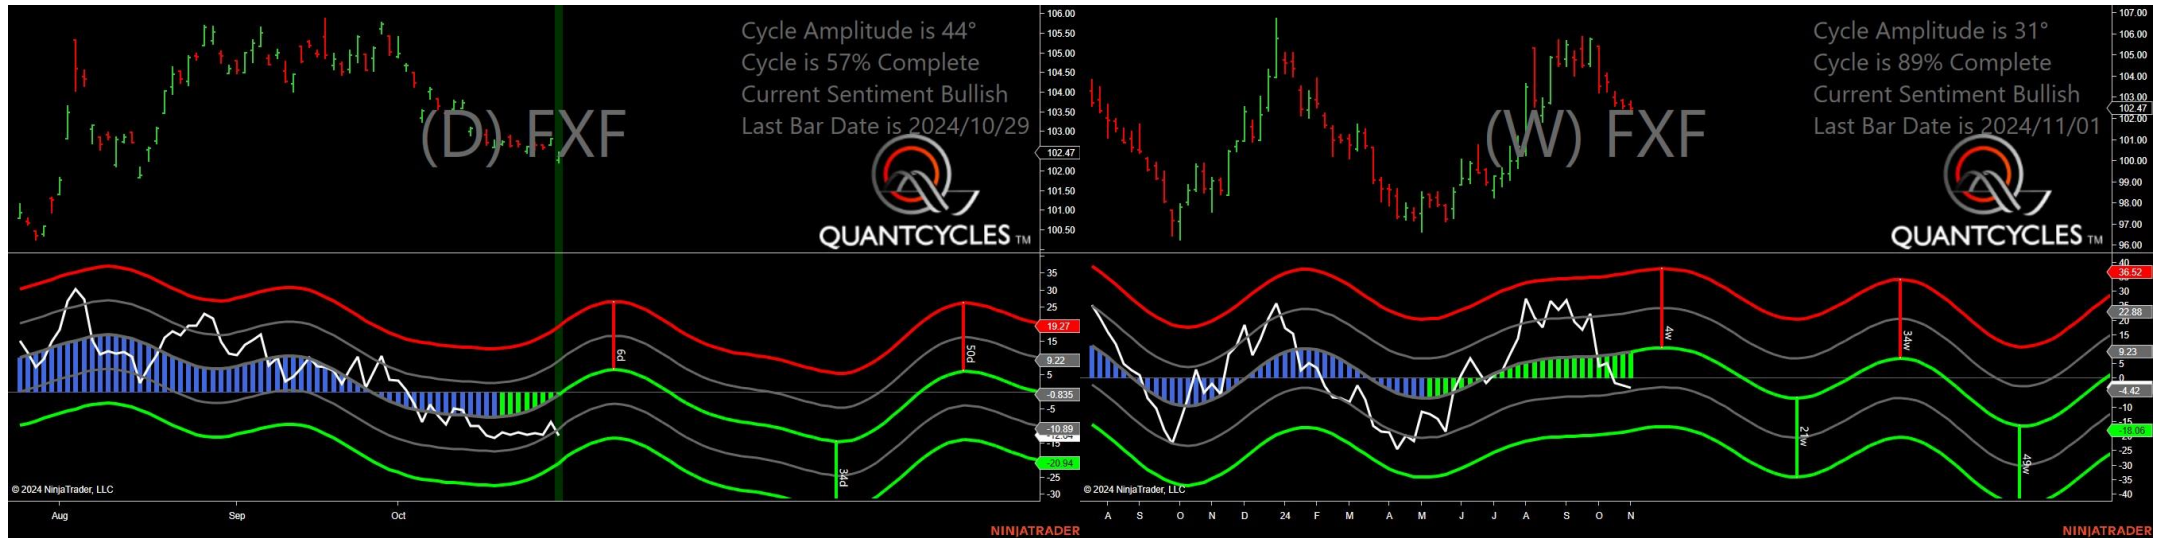 Cycle Amplitude is 44°
Cycle is 57% Complete
Current Sentiment Bullish
Last Bar Date is 2024/10/29
(D) FXF
QUANTCYCLES TM
106.00
105.50
105.00
104.50
104.00
103.50
103.00
102.47
102.00
101.50
101.00
100.50
35
30
25
19.27
15
9.22
5
-0.835
-5
-10.89
-15
-20.94
-25
-30
6d
34d
50d
© 2024 NinjaTrader, LLC
Aug
Sep
Oct
NINJATRADER
Cycle Amplitude is 31°
Cycle is 89% Complete
Current Sentiment Bullish
Last Bar Date is 2024/11/01
(W) FXF
QUANTCYCLES TM
107.00
106.00
105.00
104.00
103.00
102.47
102.00
101.00
100.00
99.00
98.00
97.00
96.00
40
36.52
30
25
22.88
20
15
9.23
5
0
-4.42
-10
-15
-18.06
-25
-30
-35
-40
4w
21w
34w
49w
© 2024 NinjaTrader, LLC
A S O N D 24 F M A M J J A S O N
NINJATRADER